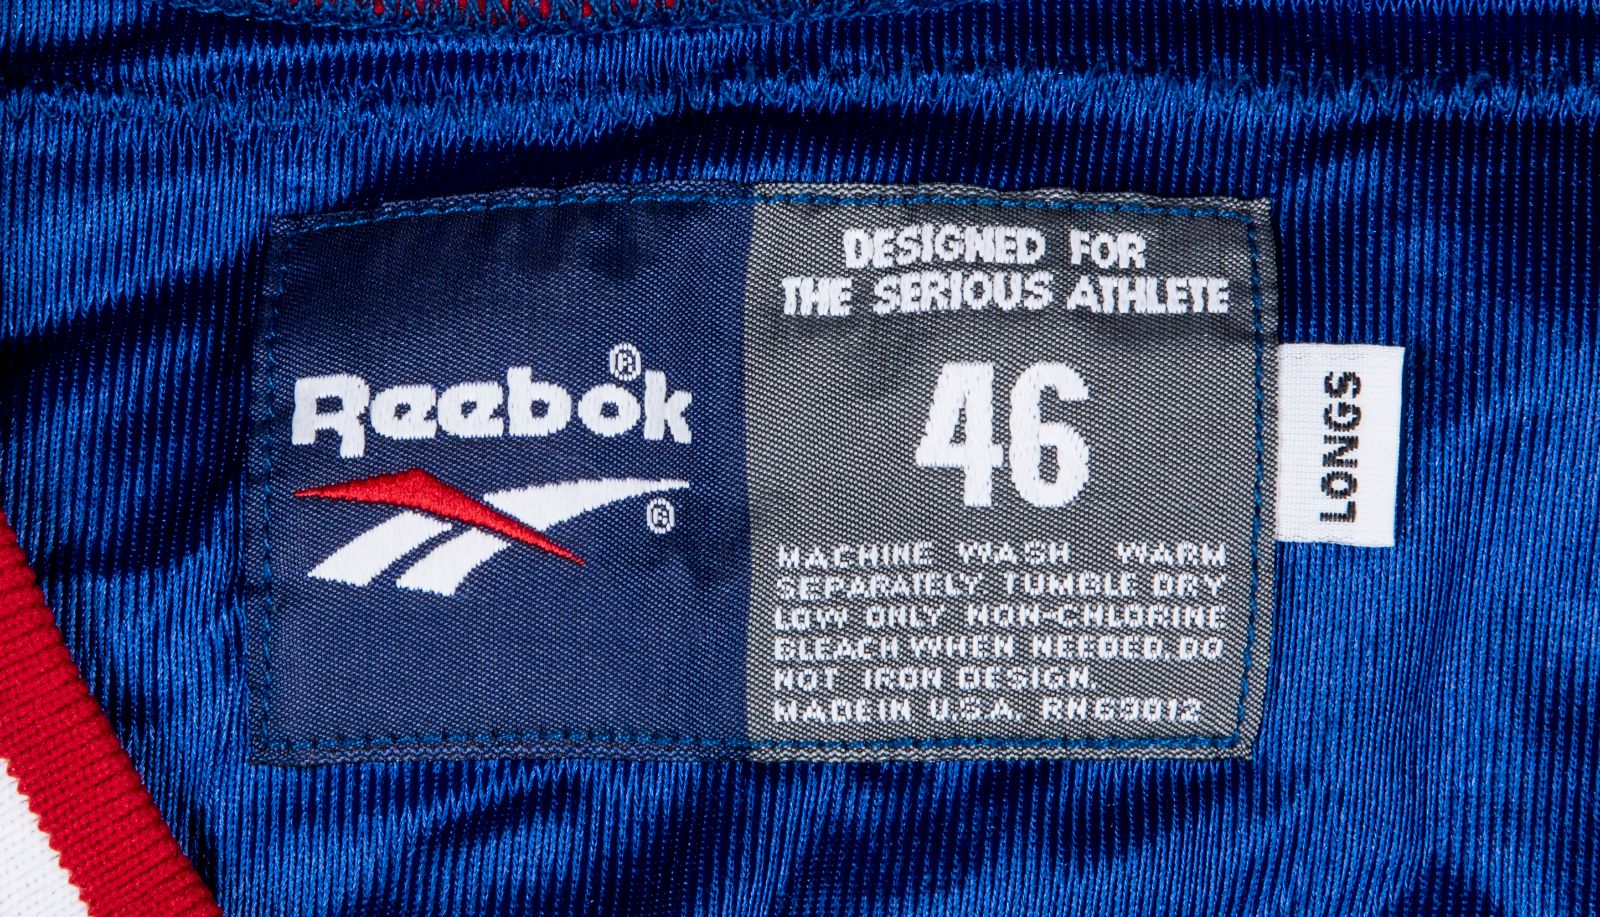 Reebok®
®
DESIGNED FOR
THE SERIOUS ATHLETE
46
MACHINE WASH WARM
SEPARATELY TUMBLE DRY
LOW ONLY NON-CHLORINE
BLEACH WHEN NEEDED. DO
NOT IRON DESIGN.
MADE IN U.S.A. RN69012
LONGS